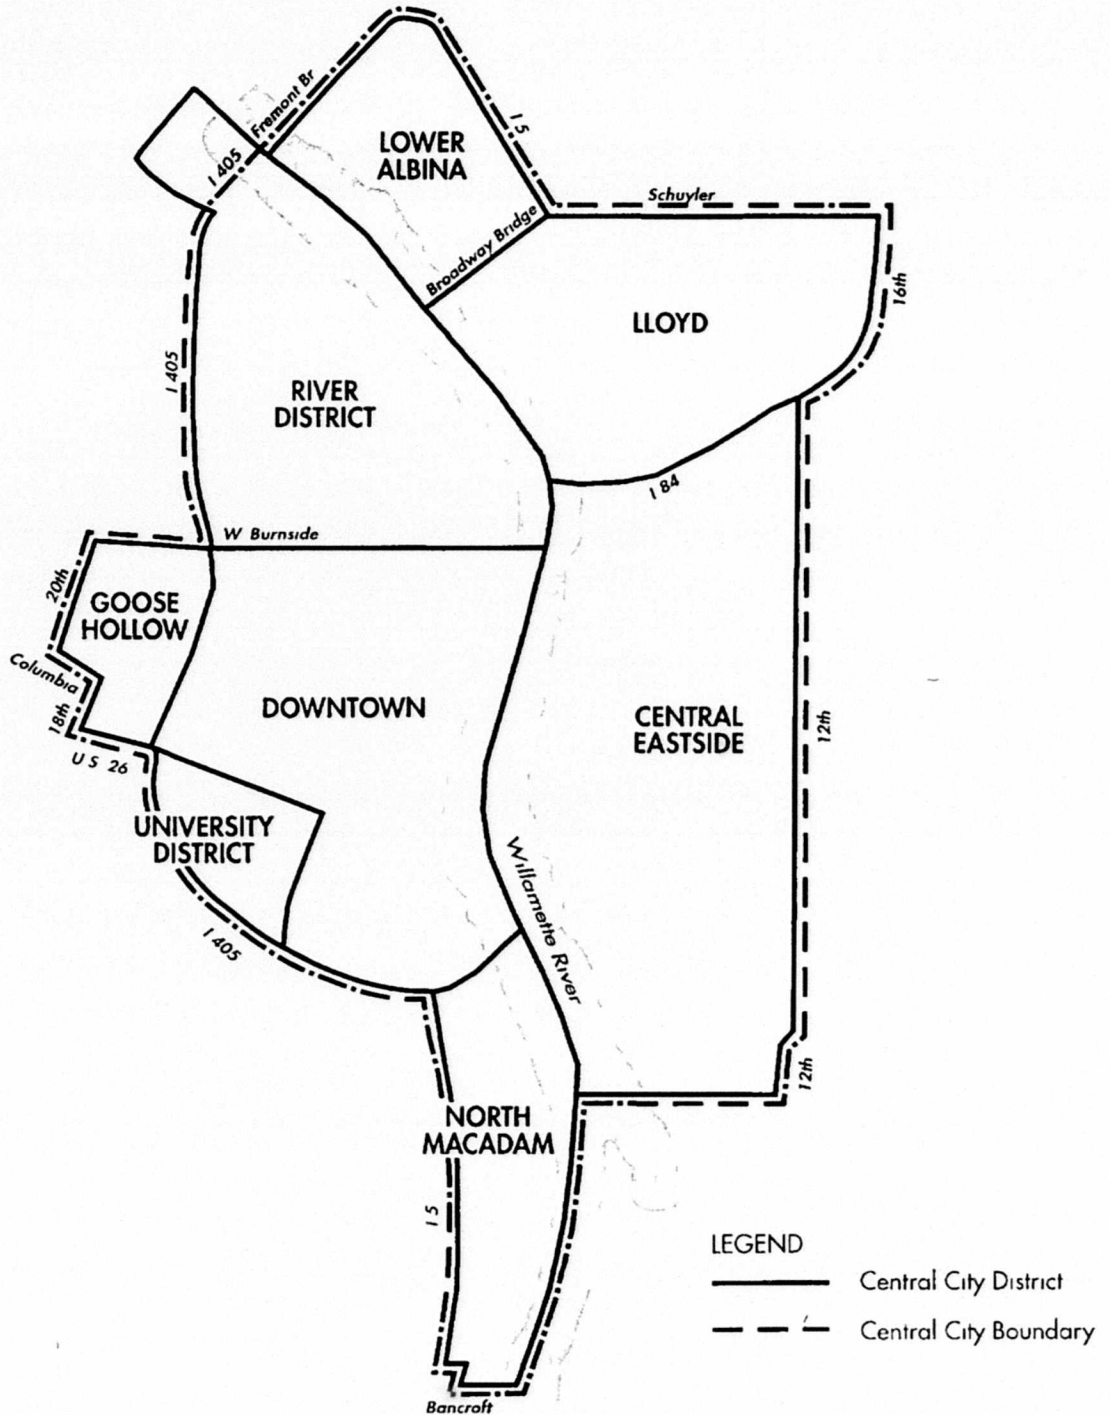 Fremont Br
I 405
LOWER
ALBINA
I 5
Schuyler
Broadway Bridge
16th
LLOYD
I 405
RIVER
DISTRICT
I 84
W Burnside
20th
GOOSE
HOLLOW
Columbia
18th
U S 26
DOWNTOWN
CENTRAL
EASTSIDE
12th
UNIVERSITY
DISTRICT
Willamette River
I 405
12th
NORTH
MACADAM
I 5
LEGEND
Central City District
Central City Boundary
Bancroft